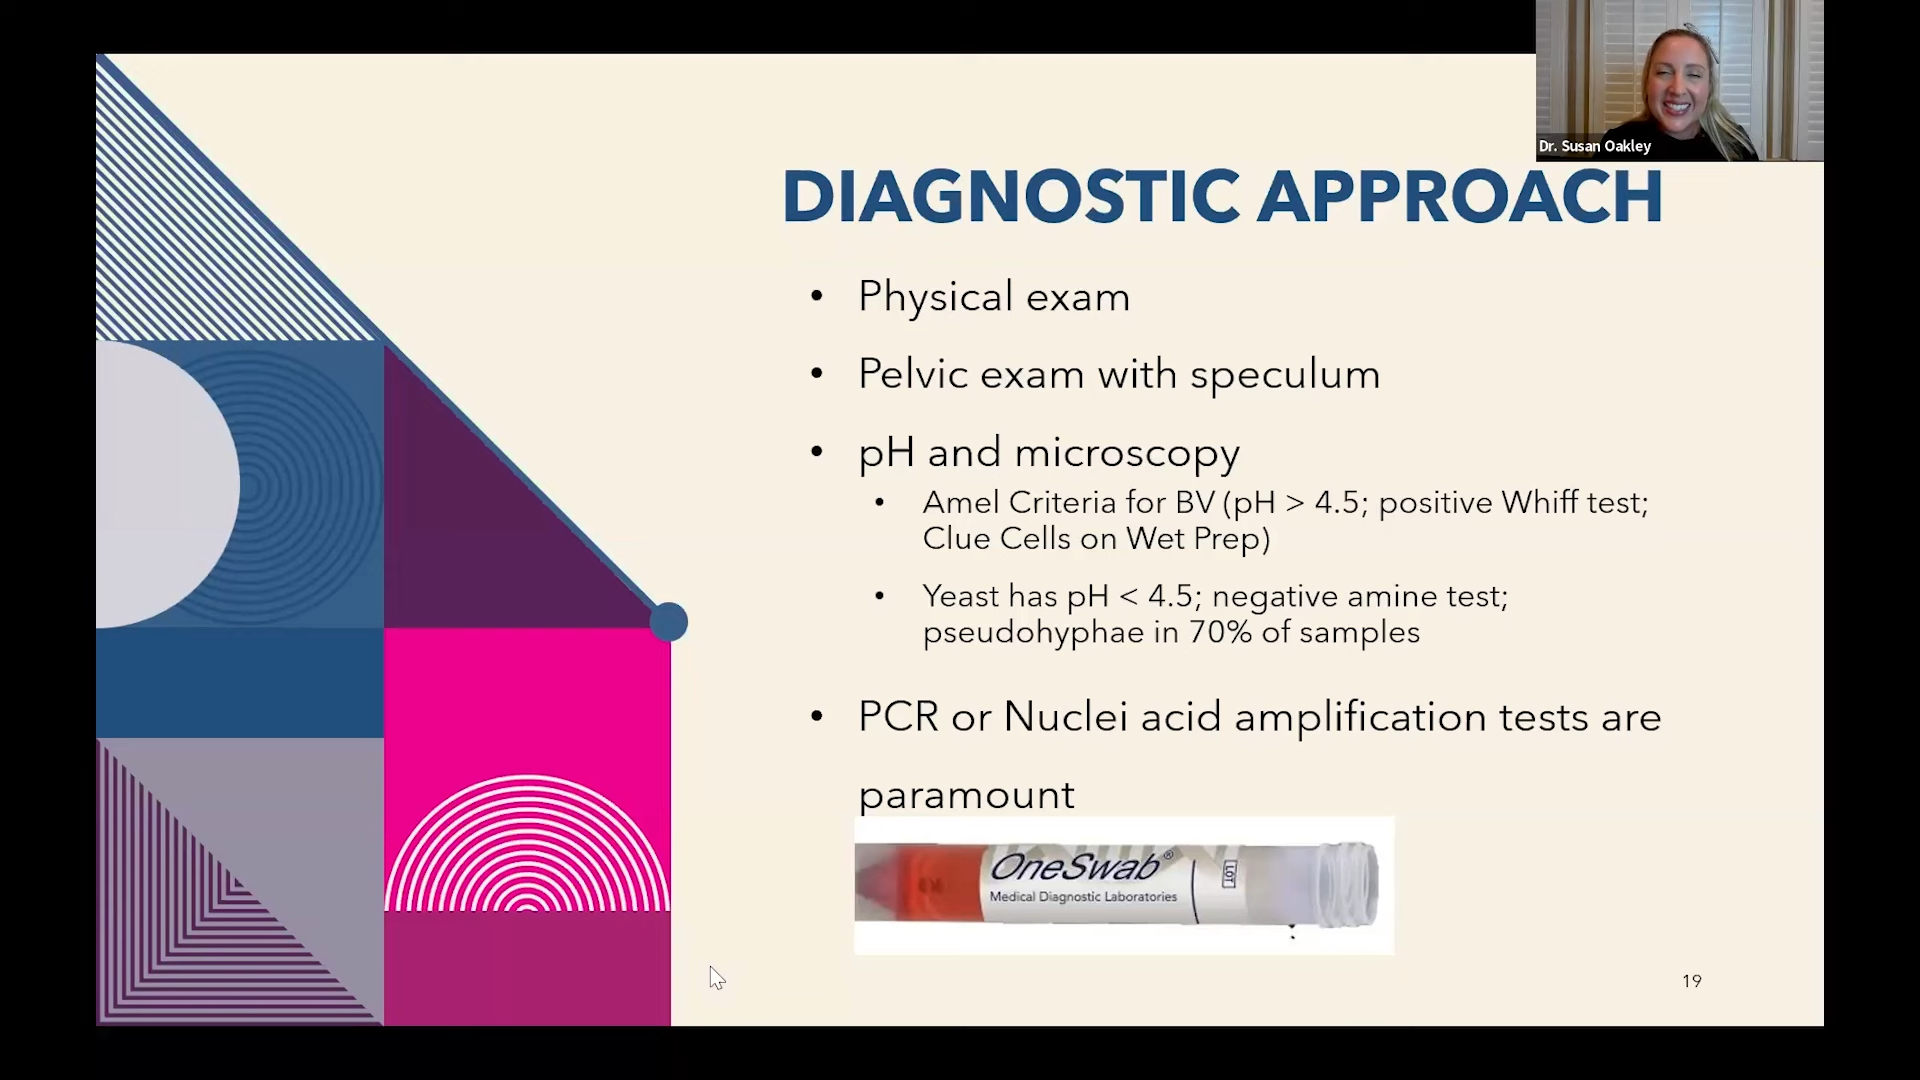 Dr. Susan Oakley
DIAGNOSTIC APPROACH
• Physical exam
• Pelvic exam with speculum
• pH and microscopy
• Amel Criteria for BV (pH > 4.5; positive Whiff test;
Clue Cells on Wet Prep)
• Yeast has pH < 4.5; negative amine test;
pseudohyphae in 70% of samples
• PCR or Nuclei acid amplification tests are
paramount
OneSwab®
Medical Diagnostic Laboratories
LOT
19